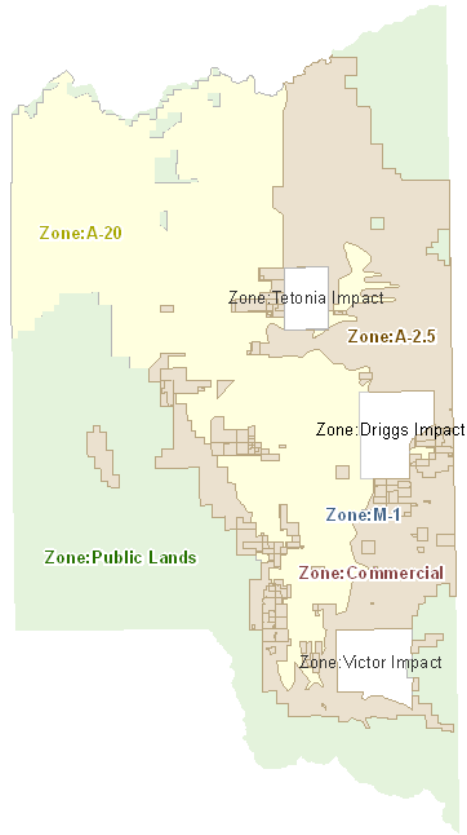 Zone:A-20
Zone:Tetonia Impact
Zone:A-2.5
Zone:Driggs Impact
Zone:M-1
Zone:Public Lands
Zone:Commercial
Zone:Victor Impact